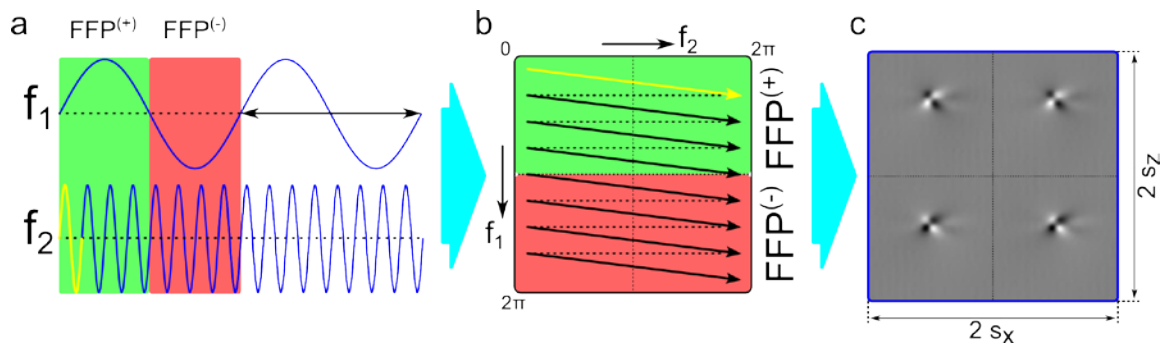 a
FFP(+)
FFP(-)
f1
f2
b
0
f2
2π
f1
2π
FFP(+)
FFP(-)
c
2 sz
2 sx